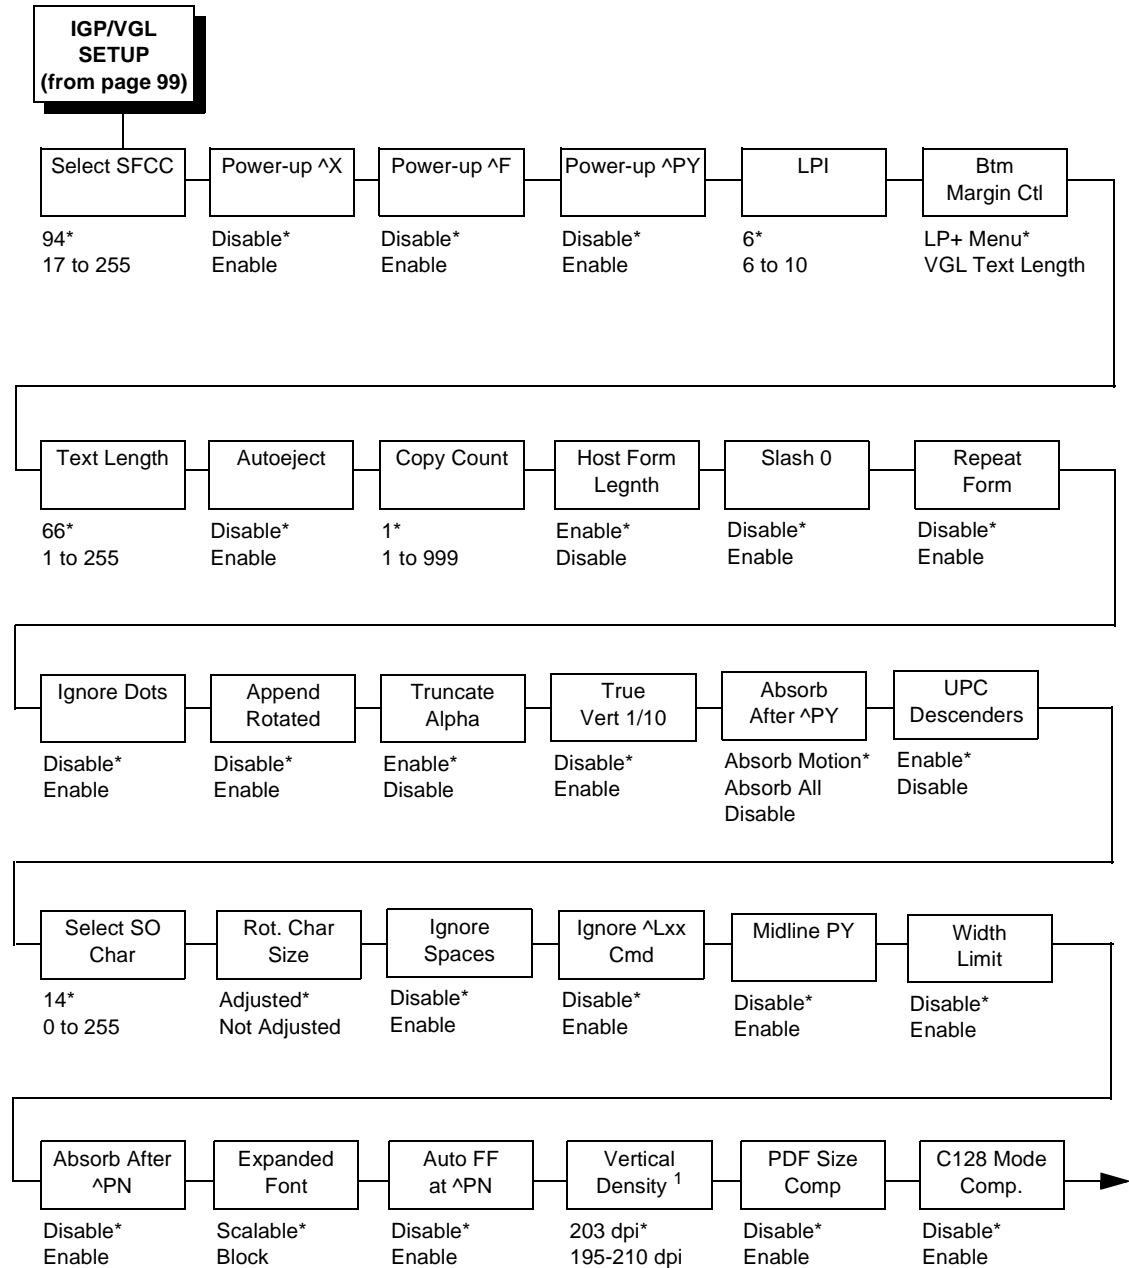 IGP/VGL
SETUP
(from page 99)
Select SFCC
94*
17 to 255
Power-up ^X
Disable*
Enable
Power-up ^F
Disable*
Enable
Power-up ^PY
Disable*
Enable
LPI
6*
6 to 10
Btm
Margin Ctl
LP+ Menu*
VGL Text Length
Text Length
66*
1 to 255
Autoeject
Disable*
Enable
Copy Count
1*
1 to 999
Host Form
Legnth
Enable*
Disable
Slash 0
Disable*
Enable
Repeat
Form
Disable*
Enable
Ignore Dots
Disable*
Enable
Append
Rotated
Disable*
Enable
Truncate
Alpha
Enable*
Disable
True
Vert 1/10
Disable*
Enable
Absorb
After ^PY
Absorb Motion*
Absorb All
Disable
UPC
Descenders
Enable*
Disable
Select SO
Char
14*
0 to 255
Rot. Char
Size
Adjusted*
Not Adjusted
Ignore
Spaces
Disable*
Enable
Ignore ^Lxx
Cmd
Disable*
Enable
Midline PY
Disable*
Enable
Width
Limit
Disable*
Enable
Absorb After
^PN
Disable*
Enable
Expanded
Font
Scalable*
Block
Auto FF
at ^PN
Disable*
Enable
Vertical
Density 1
203 dpi*
195-210 dpi
PDF Size
Comp
Disable*
Enable
C128 Mode
Comp.
Disable*
Enable